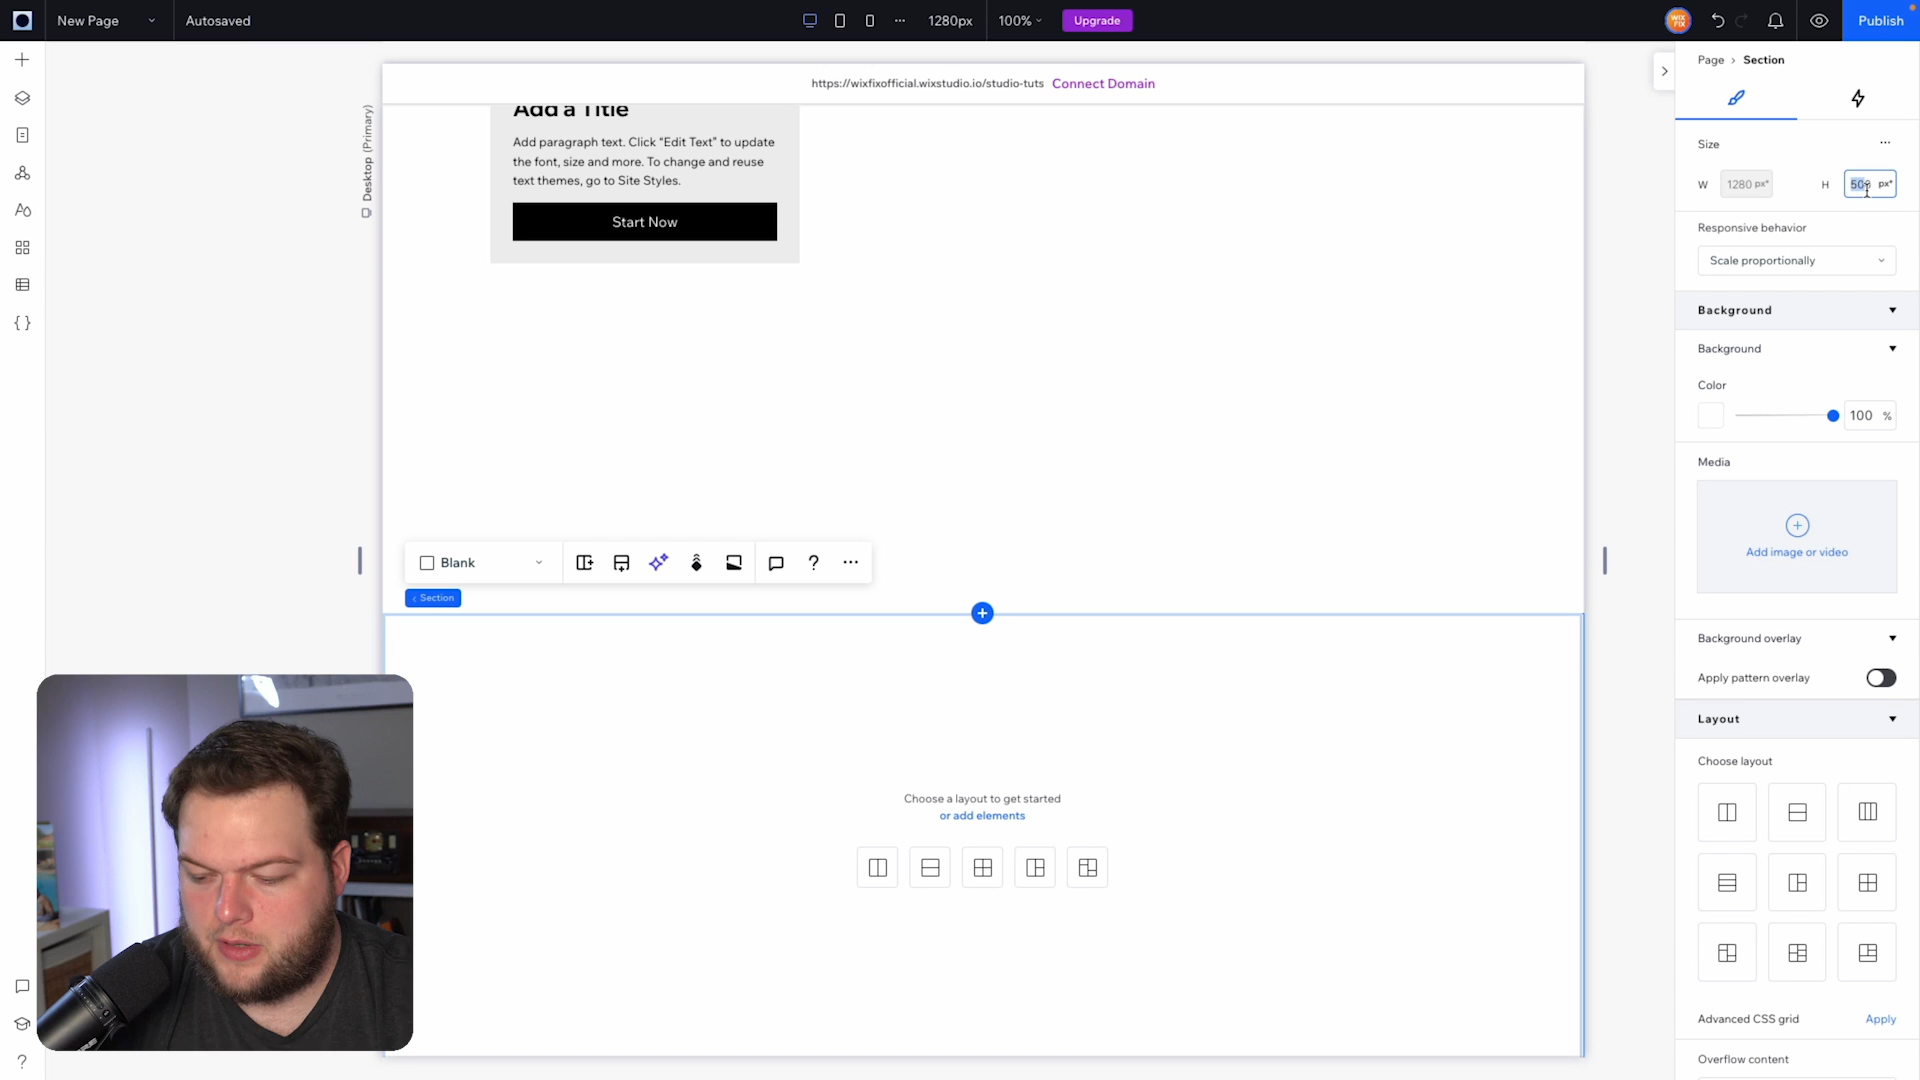 New Page
Autosaved
1280px
100%
Upgrade
WIX
FIX
Publish
https://wixfixofficial.wixstudio.io/studio-tuts Connect Domain
Page > Section
Desktop (Primary)
Add a Title
Add paragraph text. Click “Edit Text” to update
the font, size and more. To change and reuse
text themes, go to Site Styles.
Start Now
Size
W 1280 px*
H px*
Responsive behavior
Scale proportionally
Background
Background
Color
100 %
Media
Add image or video
Blank
< Section
Background overlay
Apply pattern overlay
Layout
Choose layout
Choose a layout to get started
or add elements
Advanced CSS grid Apply
Overflow content